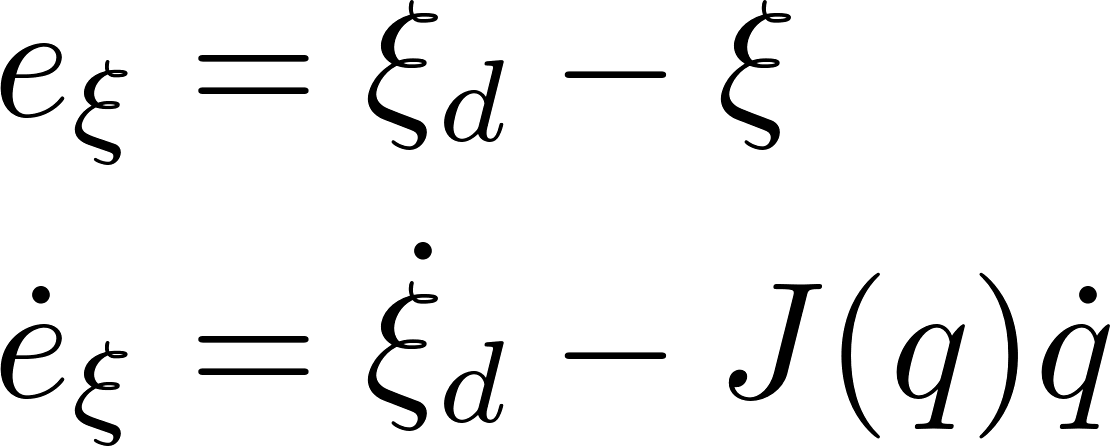 e_ξ = ξ_d − ξ
ė_ξ = ξ̇_d − J(q)q̇